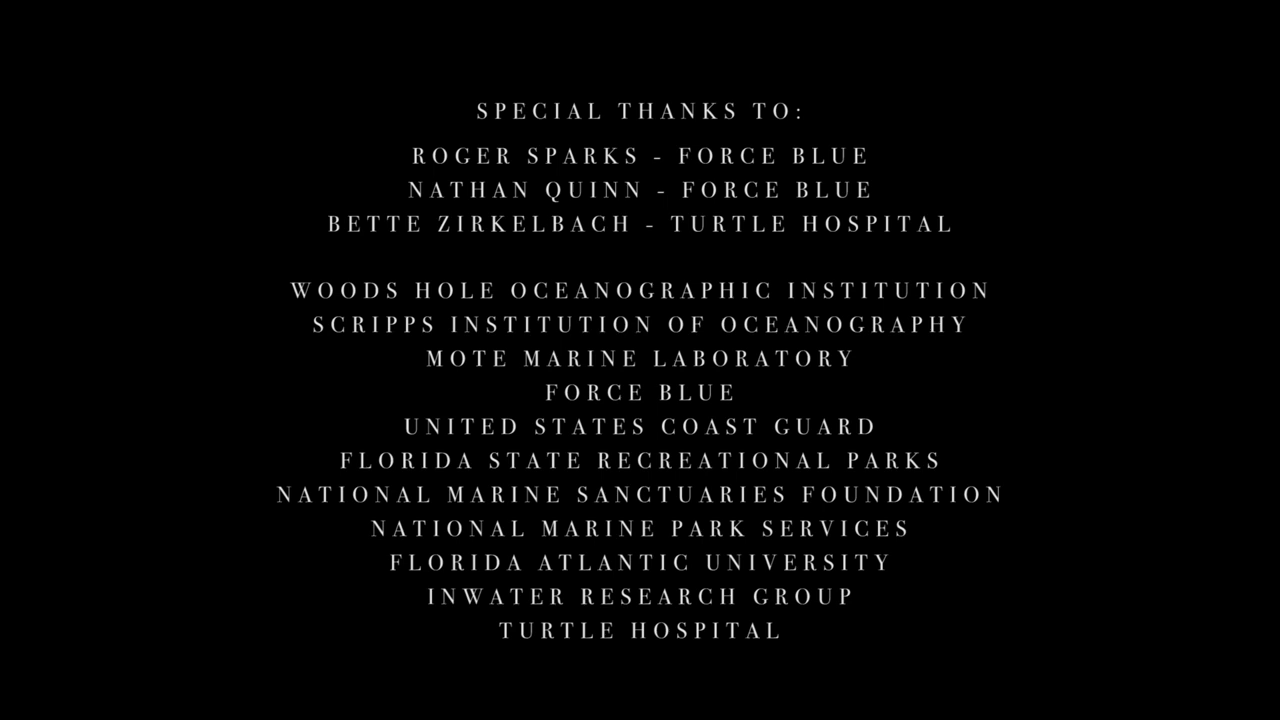 SPECIAL THANKS TO:
ROGER SPARKS - FORCE BLUE
NATHAN QUINN - FORCE BLUE
BETTE ZIRKELBACH - TURTLE HOSPITAL
WOODS HOLE OCEANOGRAPHIC INSTITUTION
SCRIPPS INSTITUTION OF OCEANOGRAPHY
MOTE MARINE LABORATORY
FORCE BLUE
UNITED STATES COAST GUARD
FLORIDA STATE RECREATIONAL PARKS
NATIONAL MARINE SANCTUARIES FOUNDATION
NATIONAL MARINE PARK SERVICES
FLORIDA ATLANTIC UNIVERSITY
INWATER RESEARCH GROUP
TURTLE HOSPITAL